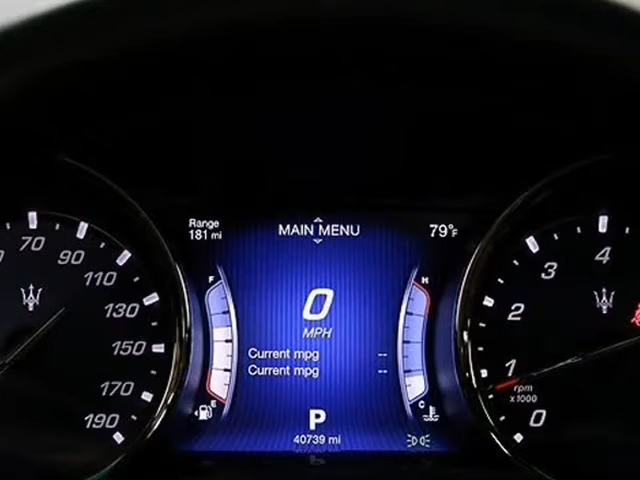 Range
181 mi
MAIN MENU
79°F
70
90
110
130
150
170
190
F
E
0
MPH
Current mpg --
Current mpg --
P
40739 mi
H
C
4
3
2
1
0
rpm
x1000